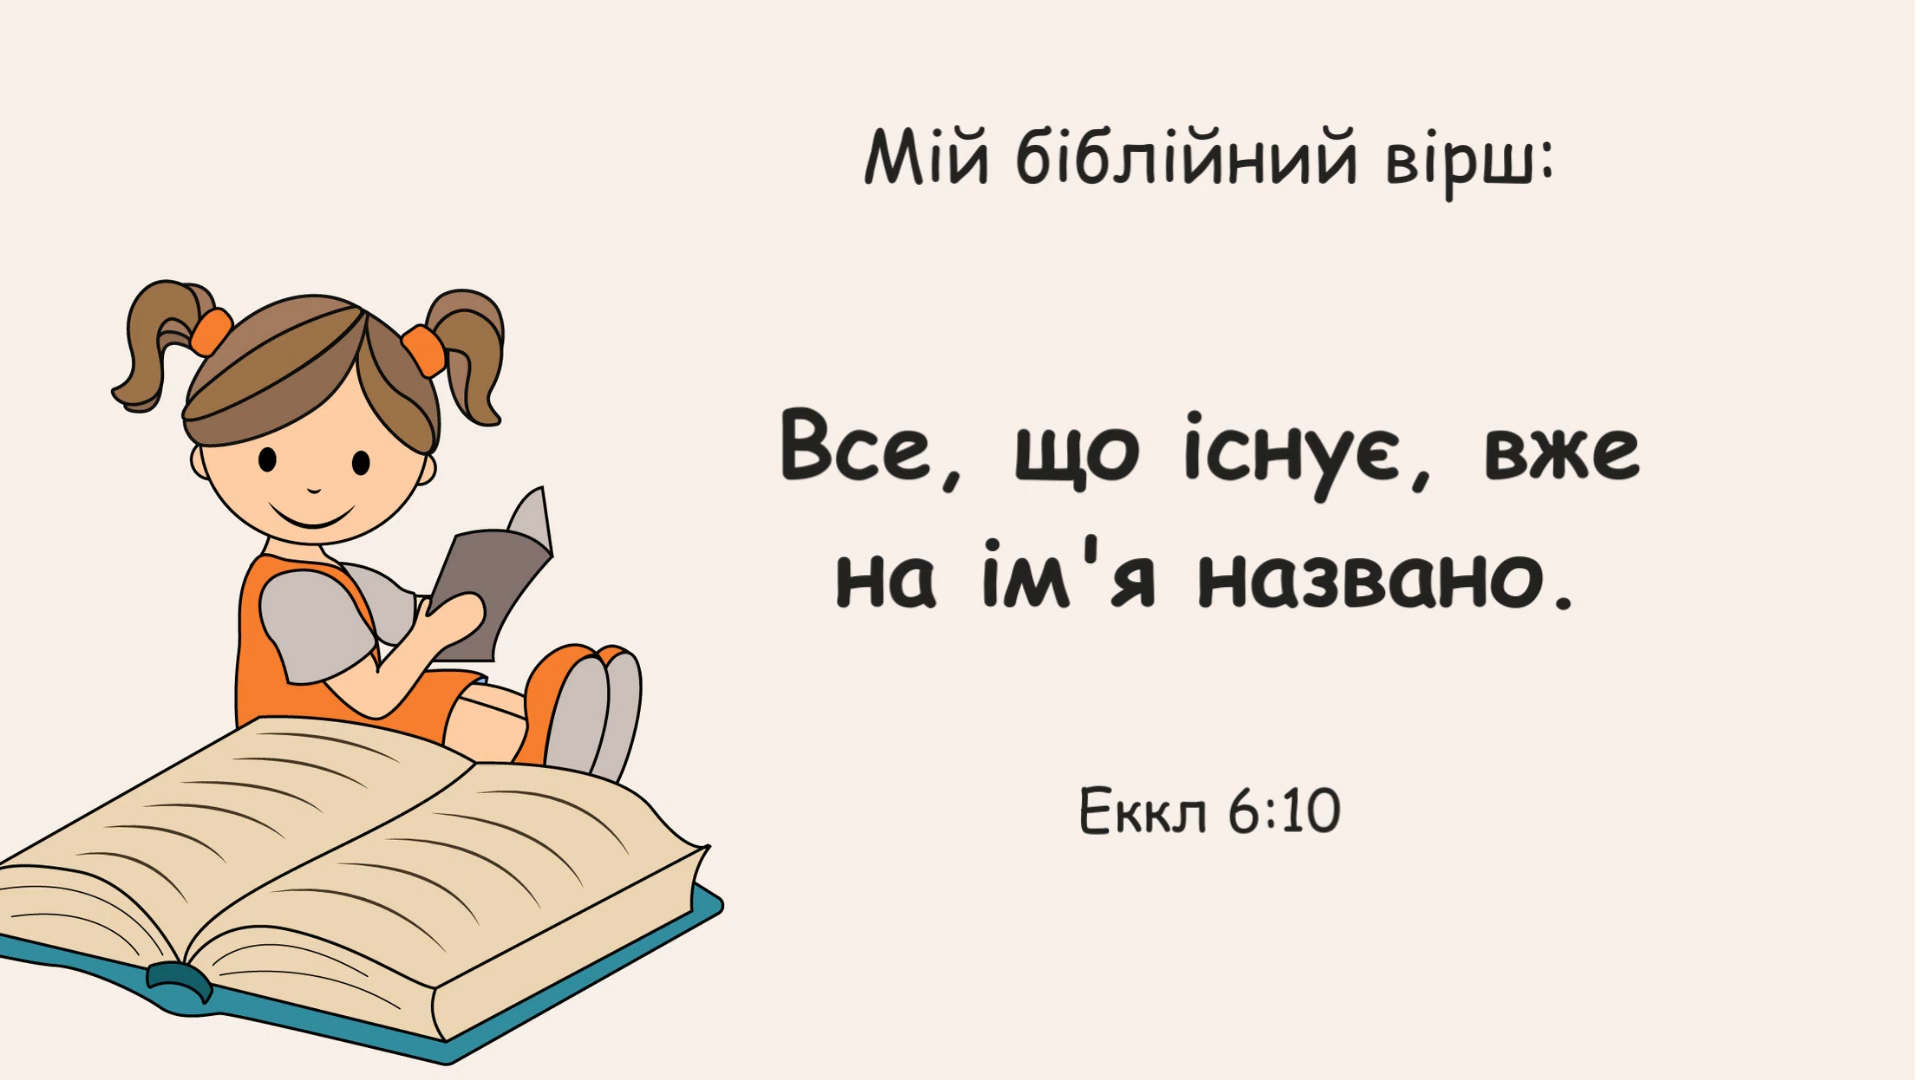 Мій біблійний вірш:
Все, що існує, вже
на ім'я названо.
Еккл 6:10